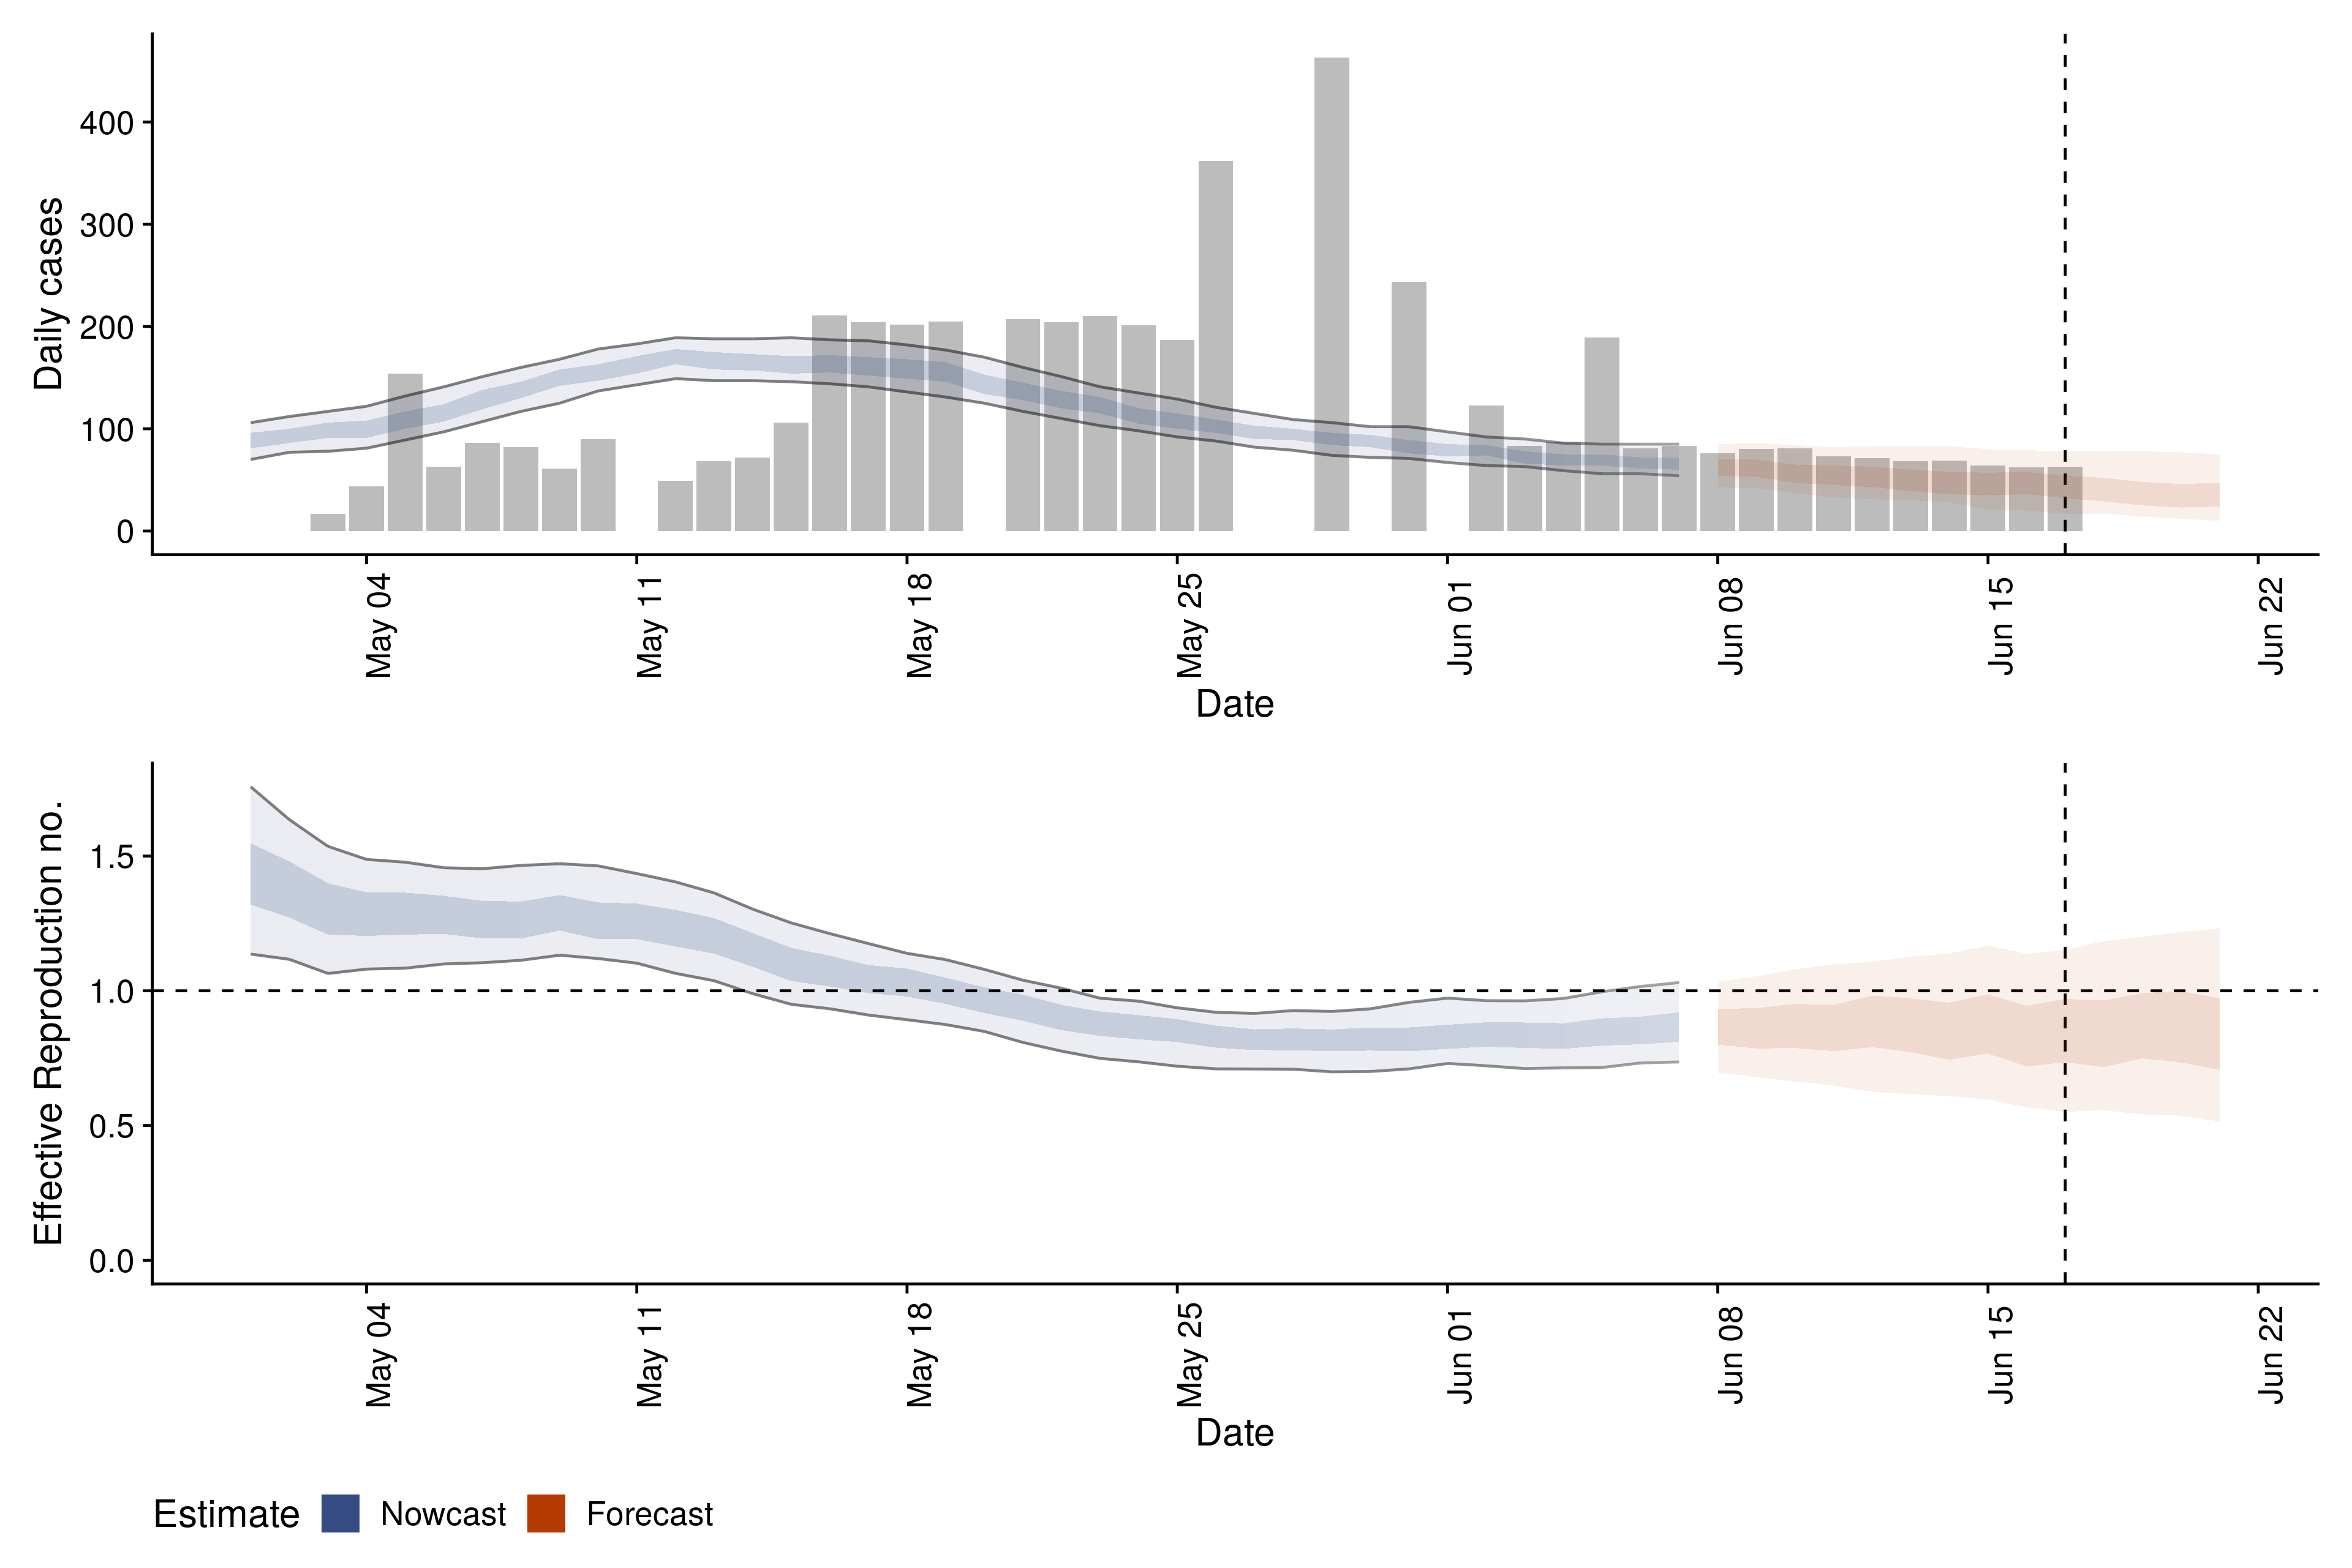 Daily cases
400
300
200
100
0
May 04
May 11
May 18
May 25
Jun 01
Jun 08
Jun 15
Jun 22
Date
Effective Reproduction no.
1.5
1.0
0.5
0.0
May 04
May 11
May 18
May 25
Jun 01
Jun 08
Jun 15
Jun 22
Date
Estimate Nowcast Forecast